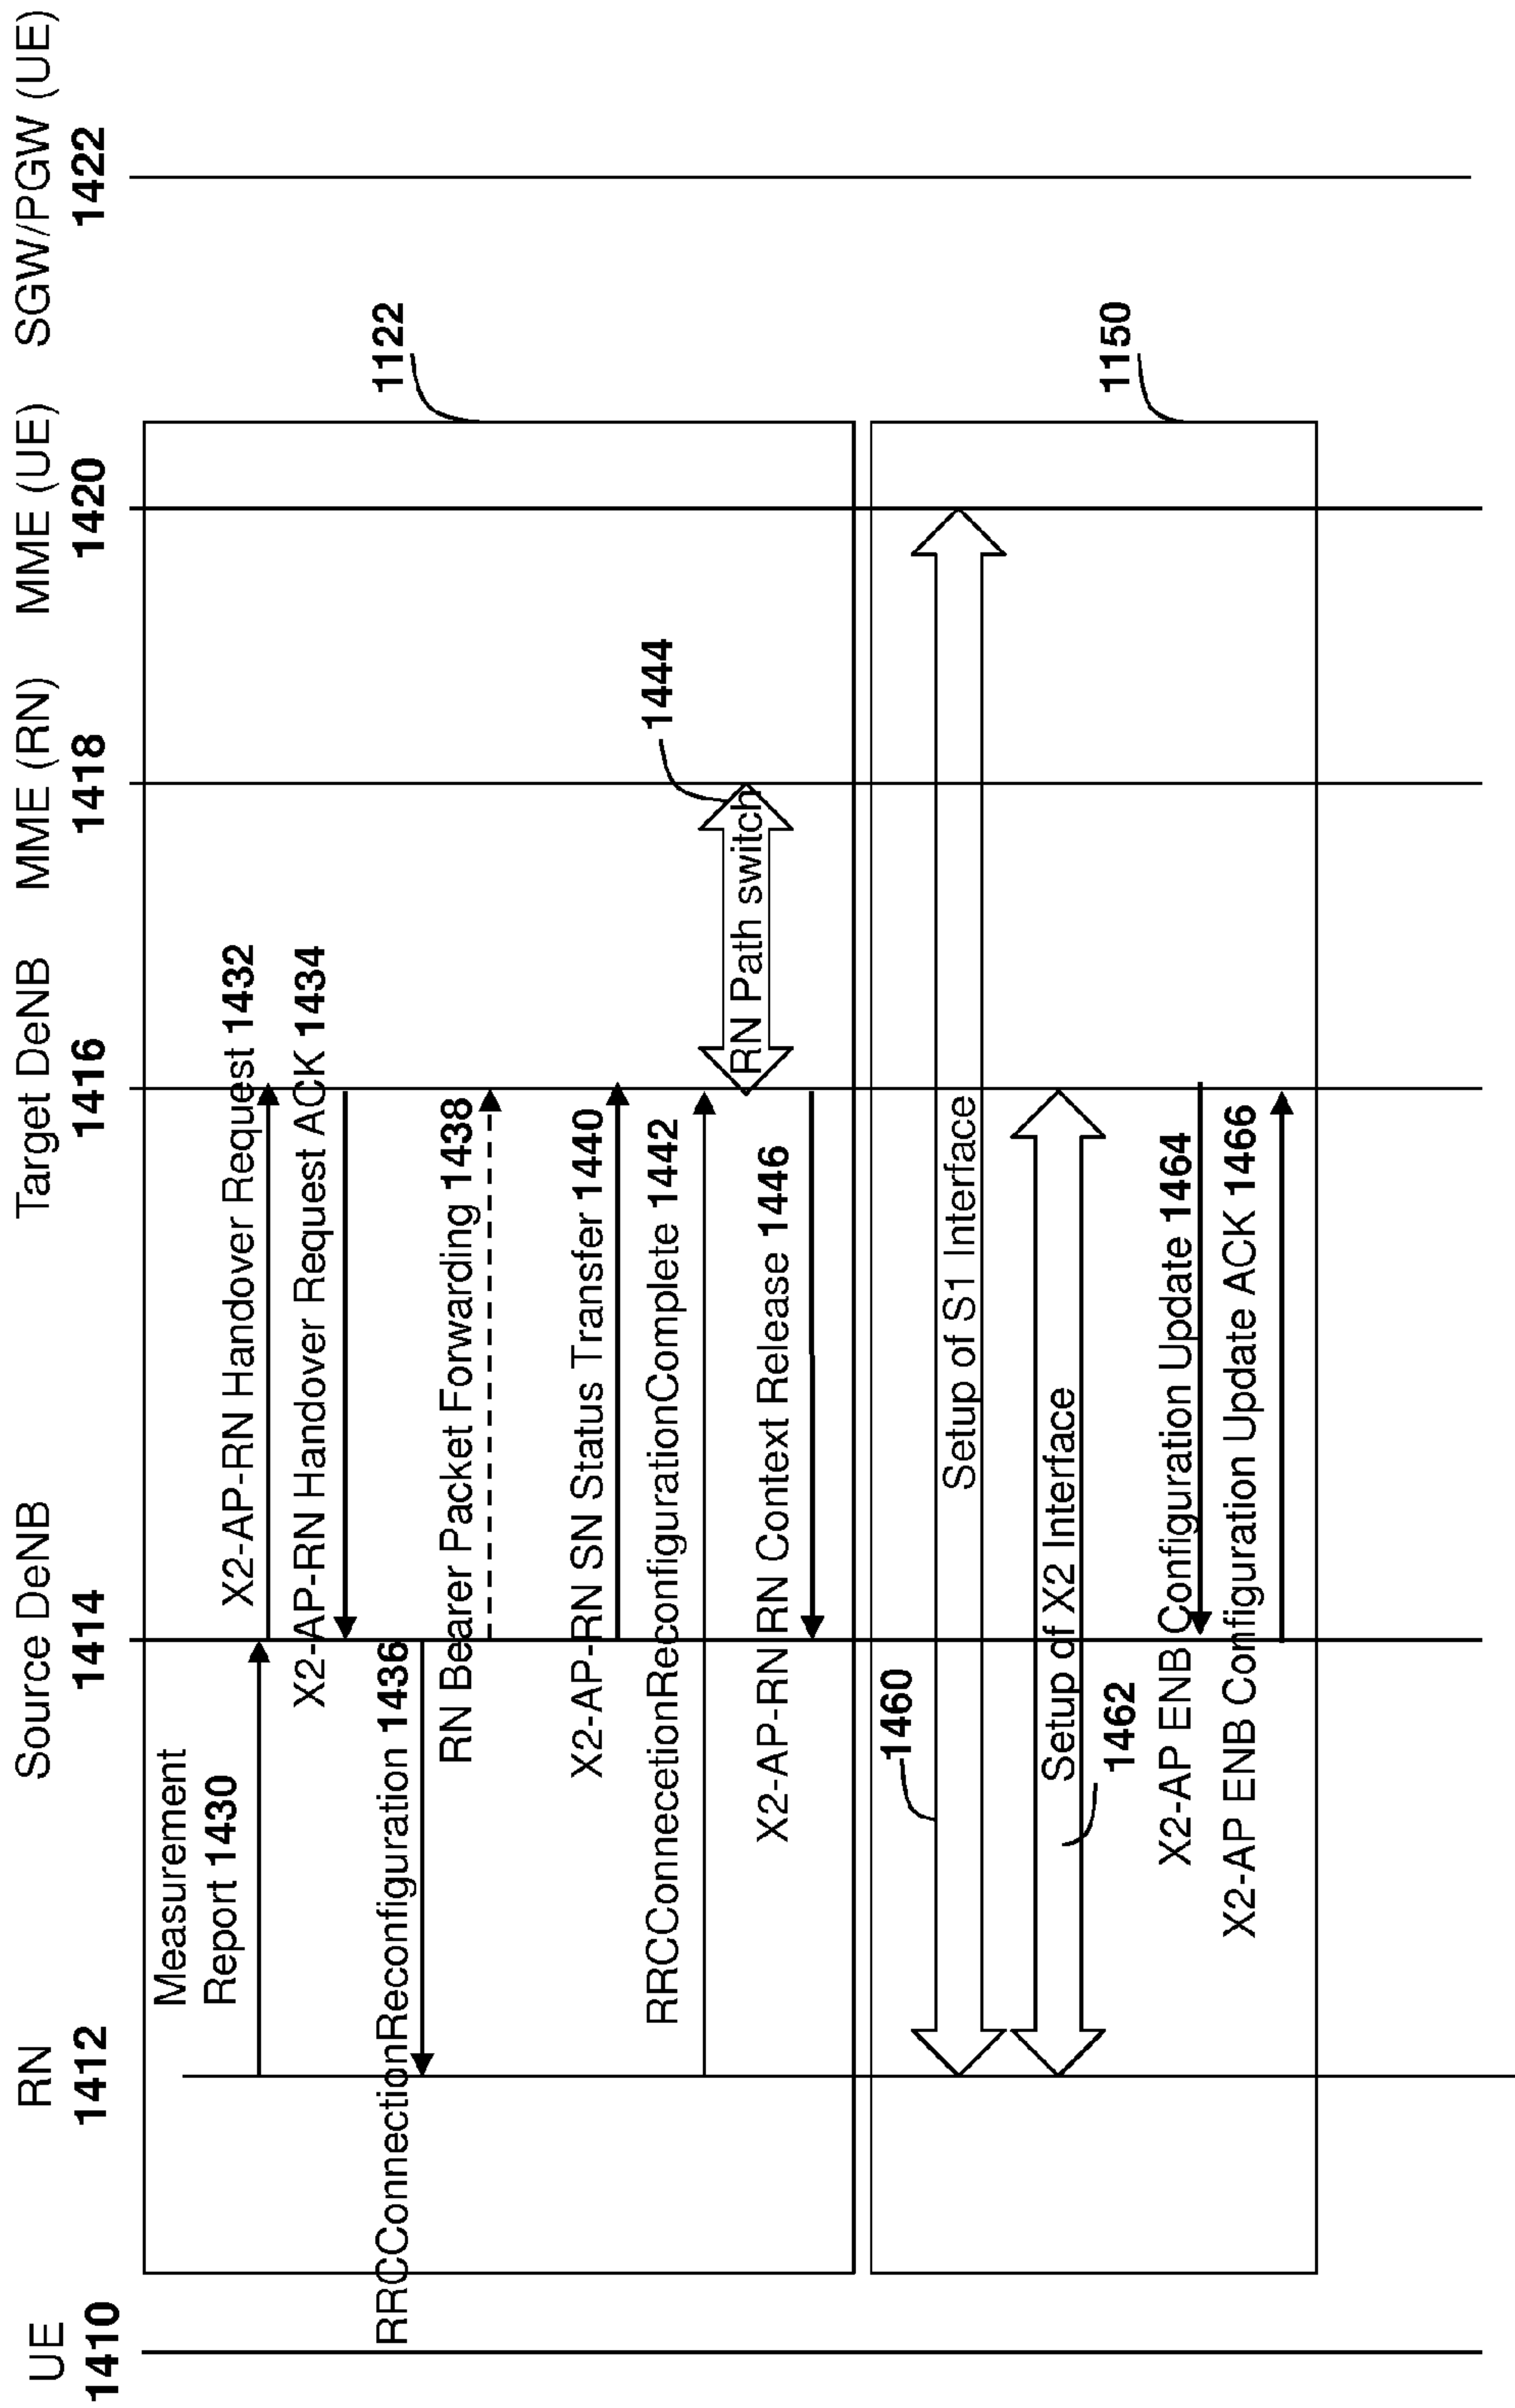 UE
1410
RN
1412
Source DeNB
1414
Target DeNB
1416
MME (RN)
1418
MME (UE)
1420
SGW/PGW (UE)
1422
1122
Measurement
Report 1430
X2-AP-RN Handover Request 1432
X2-AP-RN Handover Request ACK 1434
RRCConnectionReconfiguration 1436
RN Bearer Packet Forwarding 1438
X2-AP-RN SN Status Transfer 1440
RRCConnecetionReconfigurationComplete 1442
1444
RN Path switch
X2-AP-RN RN Context Release 1446
1150
1460
Setup of S1 Interface
Setup of X2 Interface
1462
X2-AP ENB Configuration Update 1464
X2-AP ENB Configuration Update ACK 1466